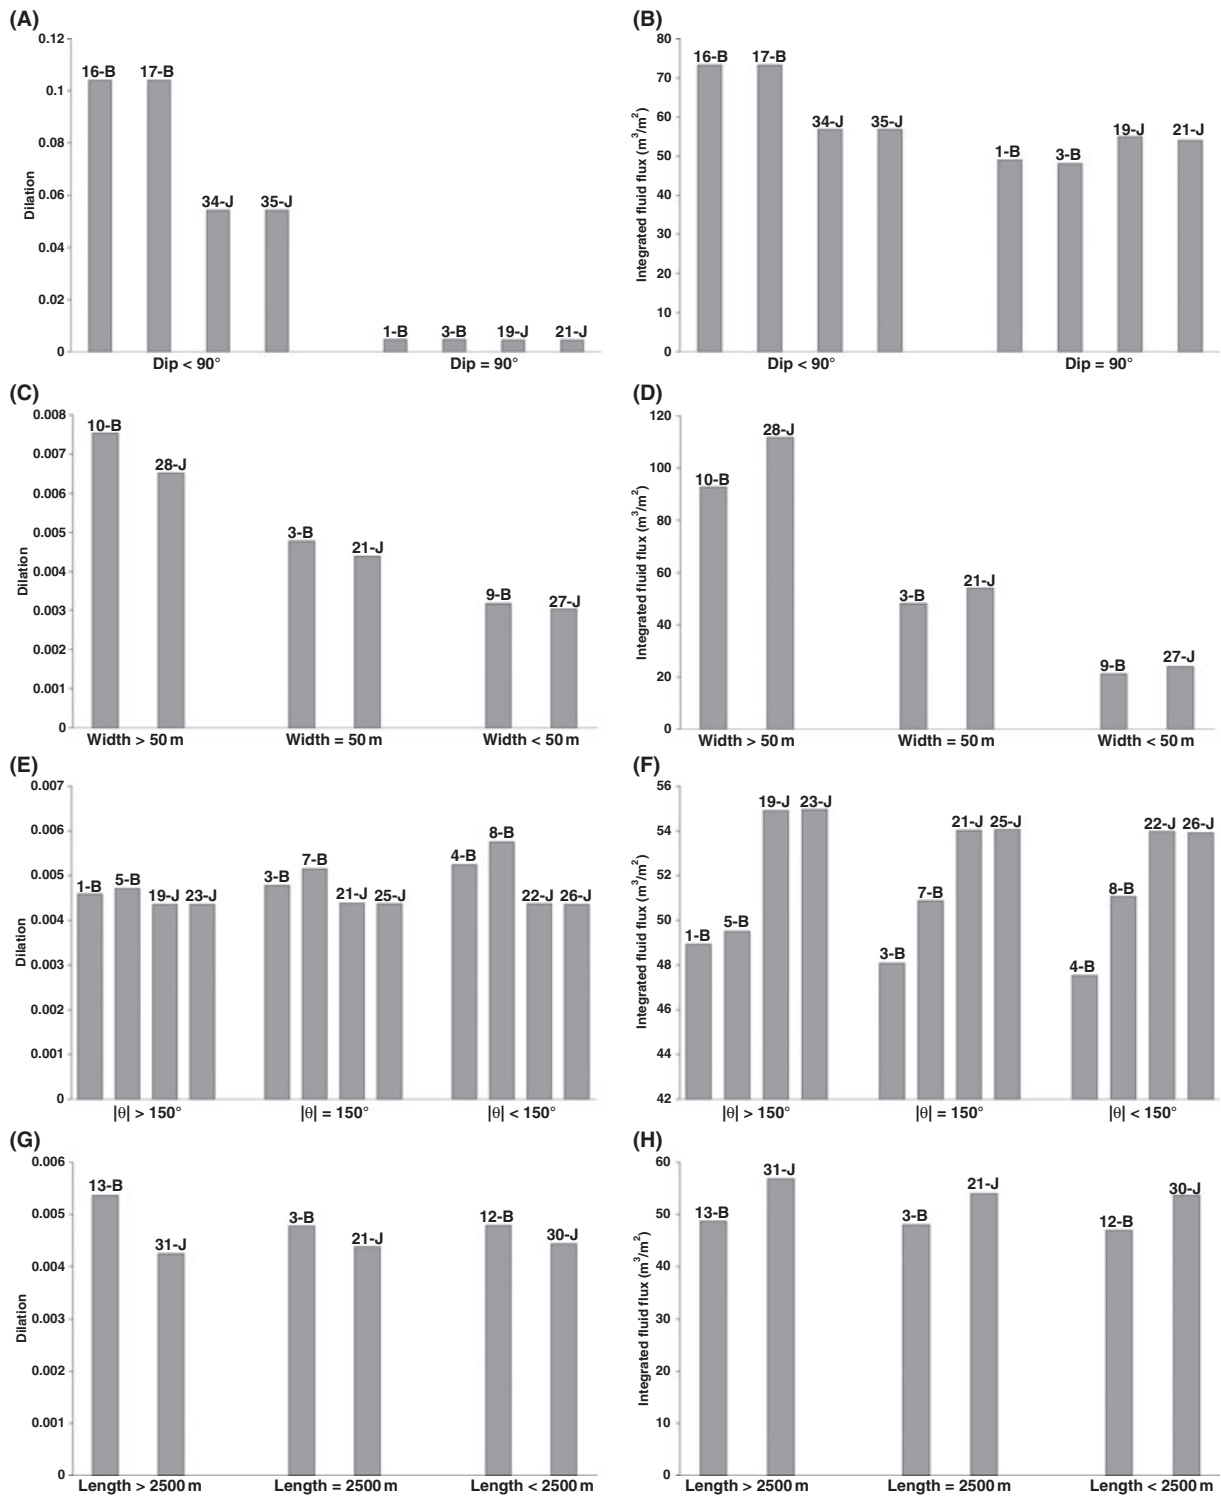 (A)
0.12
0.1
0.08
0.06
0.04
0.02
0
Dilation
16-B 17-B
34-J 35-J
1-B 3-B 19-J 21-J
Dip < 90° Dip = 90°
(B)
80
70
60
50
40
30
20
10
0
Integrated fluid flux (m³/m²)
16-B 17-B
34-J 35-J
1-B 3-B 19-J 21-J
Dip < 90° Dip = 90°
(C)
0.008
0.007
0.006
0.005
0.004
0.003
0.002
0.001
0
Dilation
10-B
28-J
3-B
21-J
9-B
27-J
Width > 50 m Width = 50 m Width < 50 m
(D)
120
100
80
60
40
20
0
Integrated fluid flux (m³/m²)
10-B
28-J
3-B
21-J
9-B
27-J
Width > 50 m Width = 50 m Width < 50 m
(E)
0.007
0.006
0.005
0.004
0.003
0.002
0.001
0
Dilation
1-B 5-B 19-J 23-J
3-B 7-B 21-J 25-J
4-B 8-B 22-J 26-J
|θ| > 150° |θ| = 150° |θ| < 150°
(F)
56
54
52
50
48
46
44
42
Integrated fluid flux (m³/m²)
1-B 5-B 19-J 23-J
3-B 7-B 21-J 25-J
4-B 8-B 22-J 26-J
|θ| > 150° |θ| = 150° |θ| < 150°
(G)
0.006
0.005
0.004
0.003
0.002
0.001
0
Dilation
13-B
31-J
3-B
21-J
12-B
30-J
Length > 2500 m Length = 2500 m Length < 2500 m
(H)
60
50
40
30
20
10
0
Integrated fluid flux (m³/m²)
13-B
31-J
3-B
21-J
12-B
30-J
Length > 2500 m Length = 2500 m Length < 2500 m